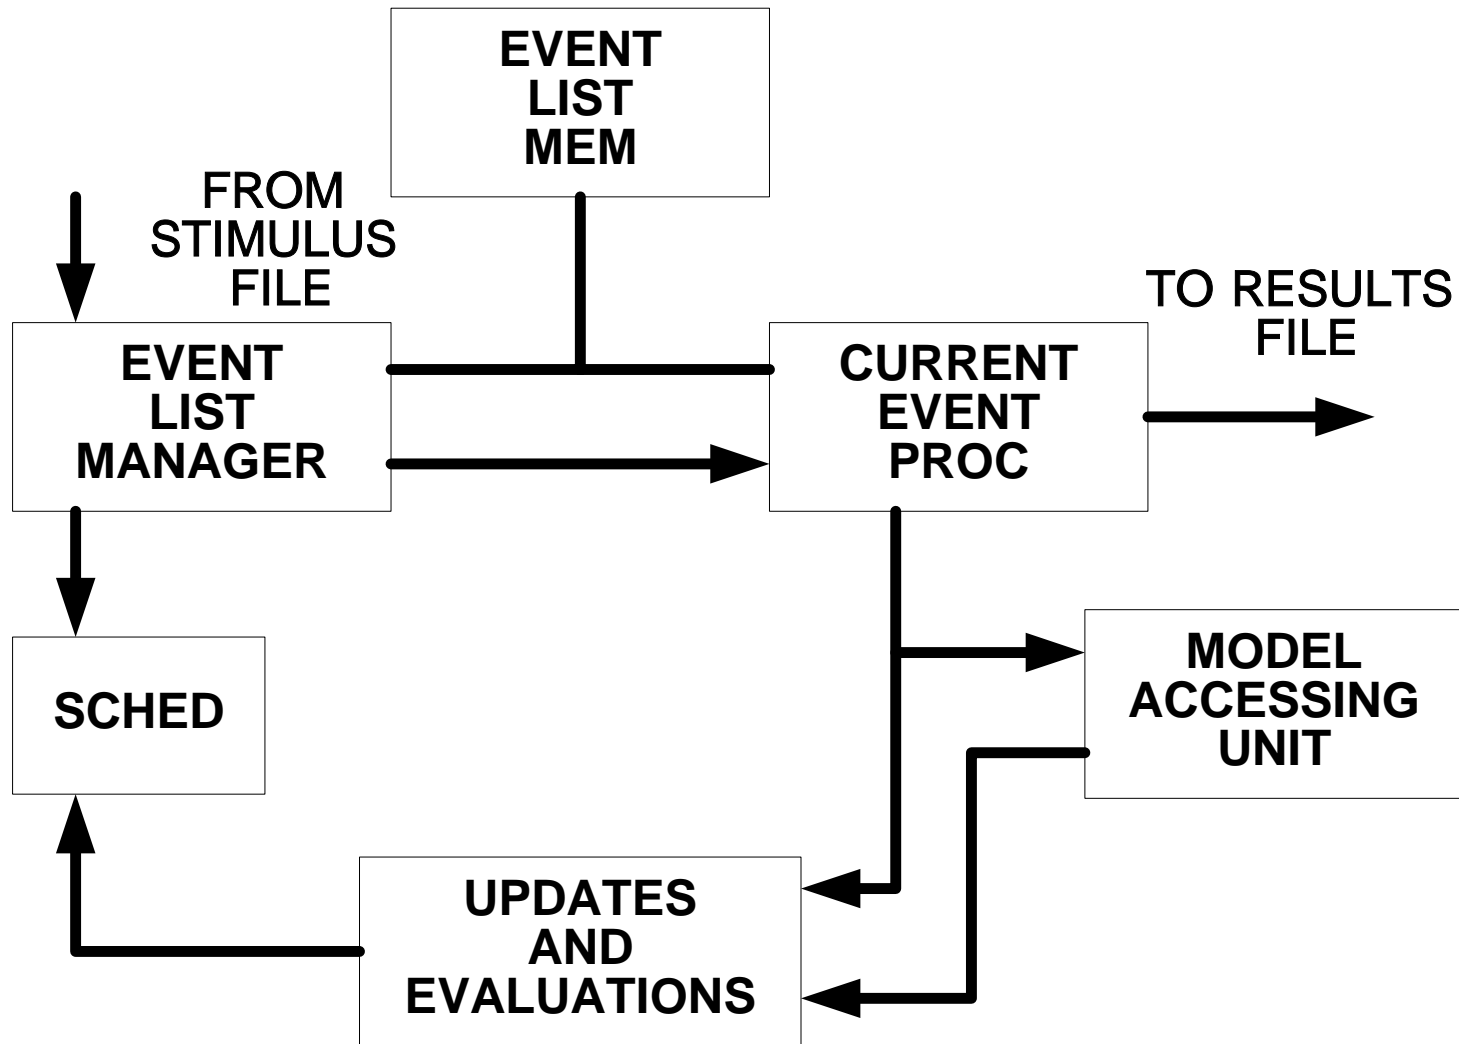 EVENT
LIST
MEM
FROM
STIMULUS
FILE
TO RESULTS
FILE
EVENT
LIST
MANAGER
CURRENT
EVENT
PROC
SCHED
MODEL
ACCESSING
UNIT
UPDATES
AND
EVALUATIONS